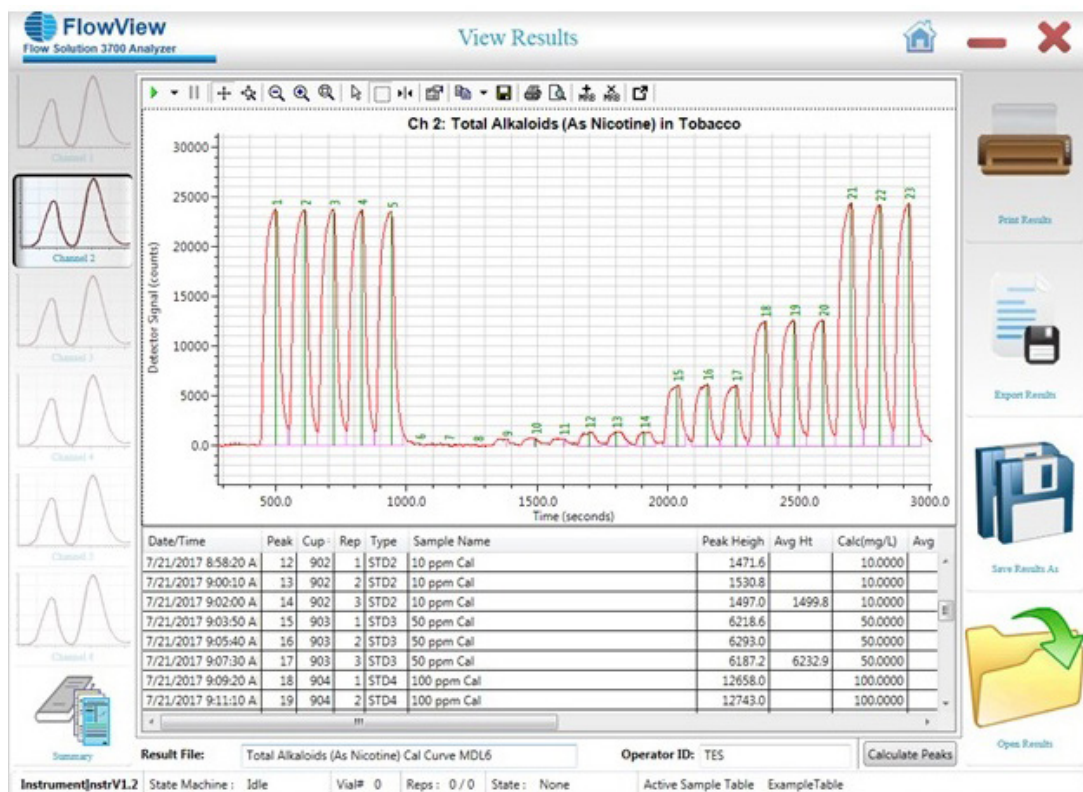 FlowView
Flow Solution 3700 Analyzer
View Results
Channel 1
Channel 2
Channel 3
Channel 4
Channel 5
Channel 6
Summary
Ch 2: Total Alkaloids (As Nicotine) in Tobacco
Detector Signal (counts)
30000
25000
20000
15000
10000
5000
0.0
1 2 3 4 5 6 7 8 9 10 11 12 13 14 15 16 17 18 19 20 21 22 23
500.0 1000.0 1500.0 2000.0 2500.0 3000.0
Time (seconds)
Date/Time Peak Cup Rep Type Sample Name Peak Heigh Avg Ht Calc(mg/L) Avg
7/21/2017 8:58:20 A 12 902 1 STD2 10 ppm Cal 1471.6 10.0000
7/21/2017 9:00:10 A 13 902 2 STD2 10 ppm Cal 1530.8 10.0000
7/21/2017 9:02:00 A 14 902 3 STD2 10 ppm Cal 1497.0 1499.8 10.0000
7/21/2017 9:03:50 A 15 903 1 STD3 50 ppm Cal 6218.6 50.0000
7/21/2017 9:05:40 A 16 903 2 STD3 50 ppm Cal 6293.0 50.0000
7/21/2017 9:07:30 A 17 903 3 STD3 50 ppm Cal 6187.2 6232.9 50.0000
7/21/2017 9:09:20 A 18 904 1 STD4 100 ppm Cal 12658.0 100.0000
7/21/2017 9:11:10 A 19 904 2 STD4 100 ppm Cal 12743.0 100.0000
Result File: Total Alkaloids (As Nicotine) Cal Curve MDL6 Operator ID: TES Calculate Peaks
Print Results
Export Results
Save Results As
Open Results
InstrumentInstrV1.2 State Machine : Idle Vial# 0 Reps : 0 / 0 State : None Active Sample Table ExampleTable